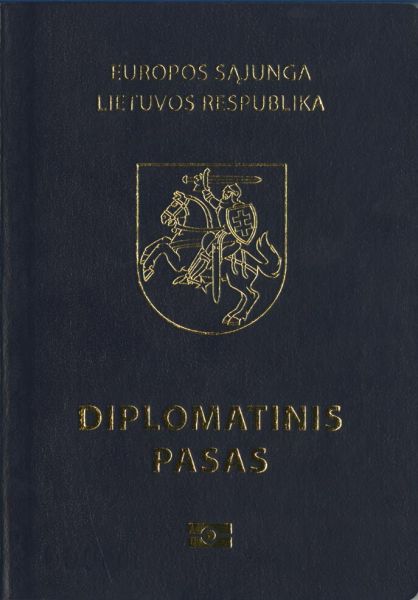 EUROPOS SĄJUNGA
LIETUVOS RESPUBLIKA
DIPLOMATINIS
PASAS